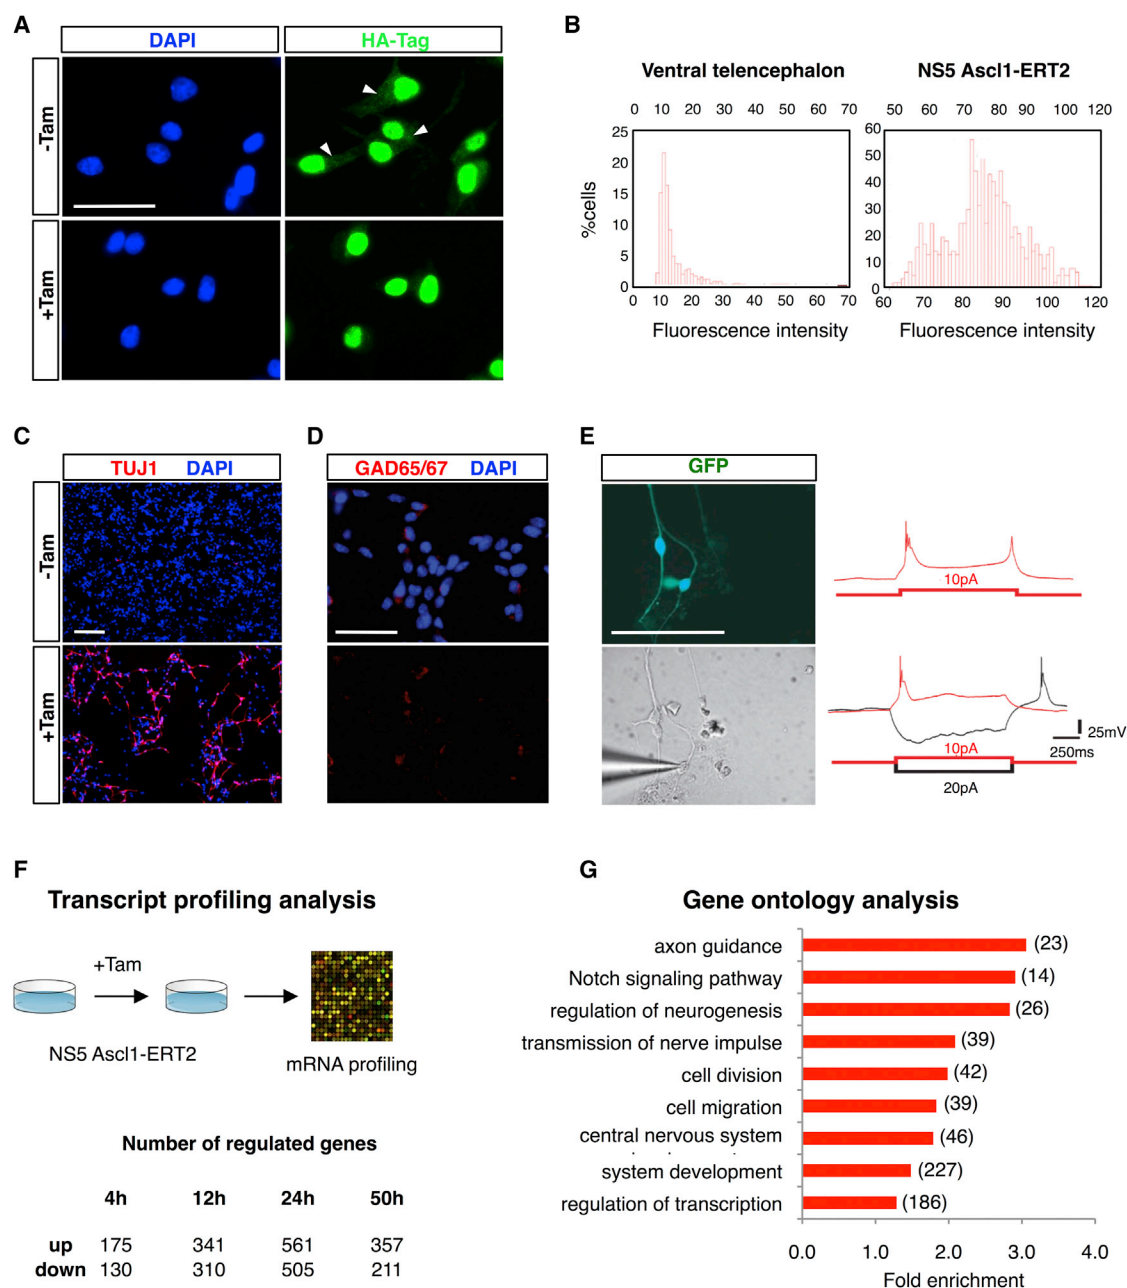 A
DAPI
HA-Tag
-Tam
+Tam
B
Ventral telencephalon
NS5 Ascl1-ERT2
0 10 20 30 40 50 60 70
50 60 70 80 90 100 120
%cells
25
20
15
10
5
0
60
50
40
30
20
10
0
0 10 20 30 40 50 60 70
60 70 80 90 100 120
Fluorescence intensity
Fluorescence intensity
C
TUJ1 DAPI
-Tam
+Tam
D
GAD65/67 DAPI
E
GFP
10pA
25mV
250ms
10pA
20pA
F
Transcript profiling analysis
+Tam
NS5 Ascl1-ERT2
mRNA profiling
Number of regulated genes
4h 12h 24h 50h
up 175 341 561 357
down 130 310 505 211
G
Gene ontology analysis
axon guidance (23)
Notch signaling pathway (14)
regulation of neurogenesis (26)
transmission of nerve impulse (39)
cell division (42)
cell migration (39)
central nervous system (46)
system development (227)
regulation of transcription (186)
0.0 1.0 2.0 3.0 4.0
Fold enrichment